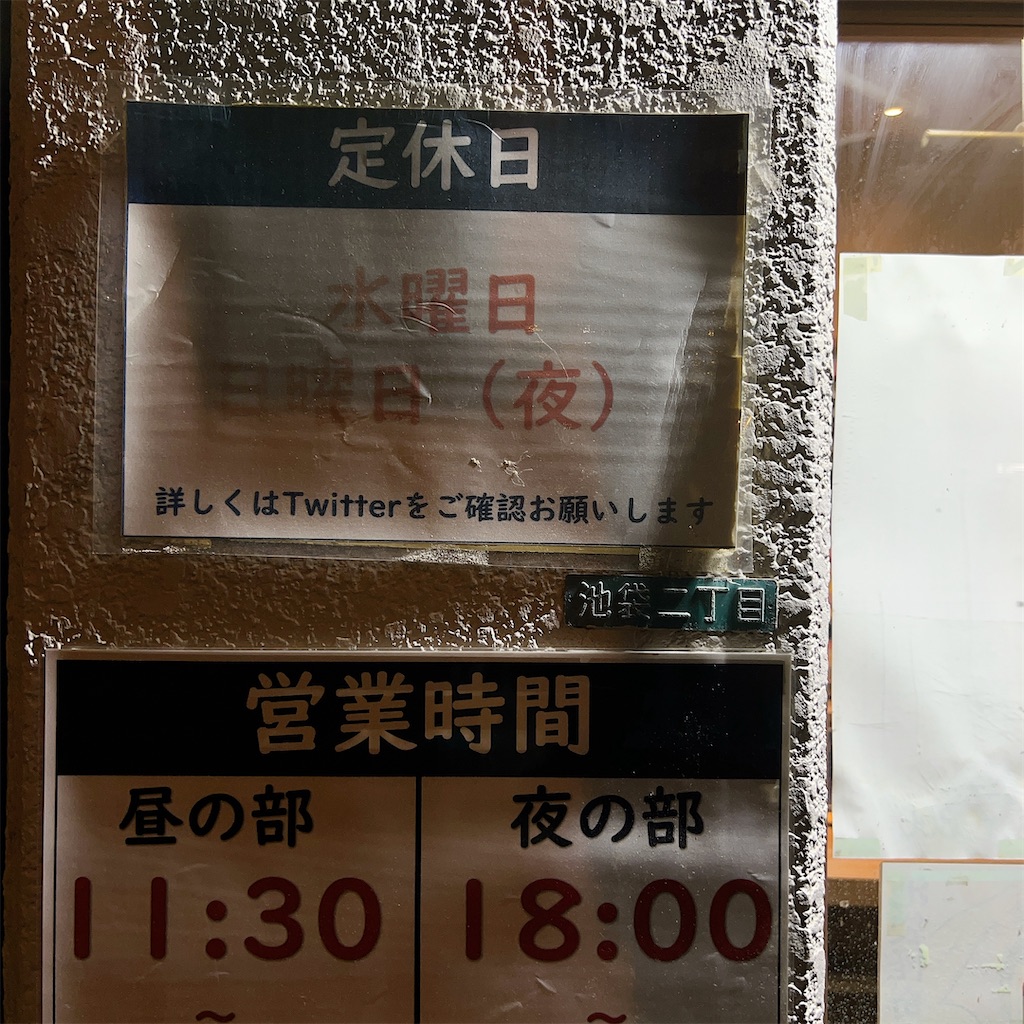 定休日
水曜日
日曜日（夜）
詳しくはTwitterをご確認お願いします
池袋二丁目
営業時間
昼の部 夜の部
11:30 18:00
～ ～